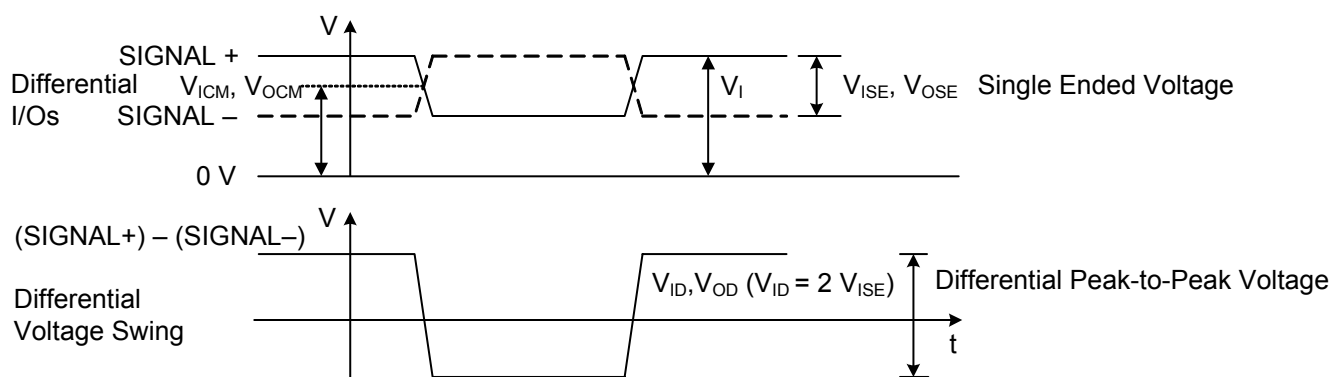 V
SIGNAL +
Differential I/Os
V_ICM, V_OCM
SIGNAL –
V_I
V_ISE, V_OSE Single Ended Voltage
0 V
V
(SIGNAL+) – (SIGNAL–)
V_ID,V_OD (V_ID = 2 V_ISE)
Differential Peak-to-Peak Voltage
Differential
Voltage Swing
t